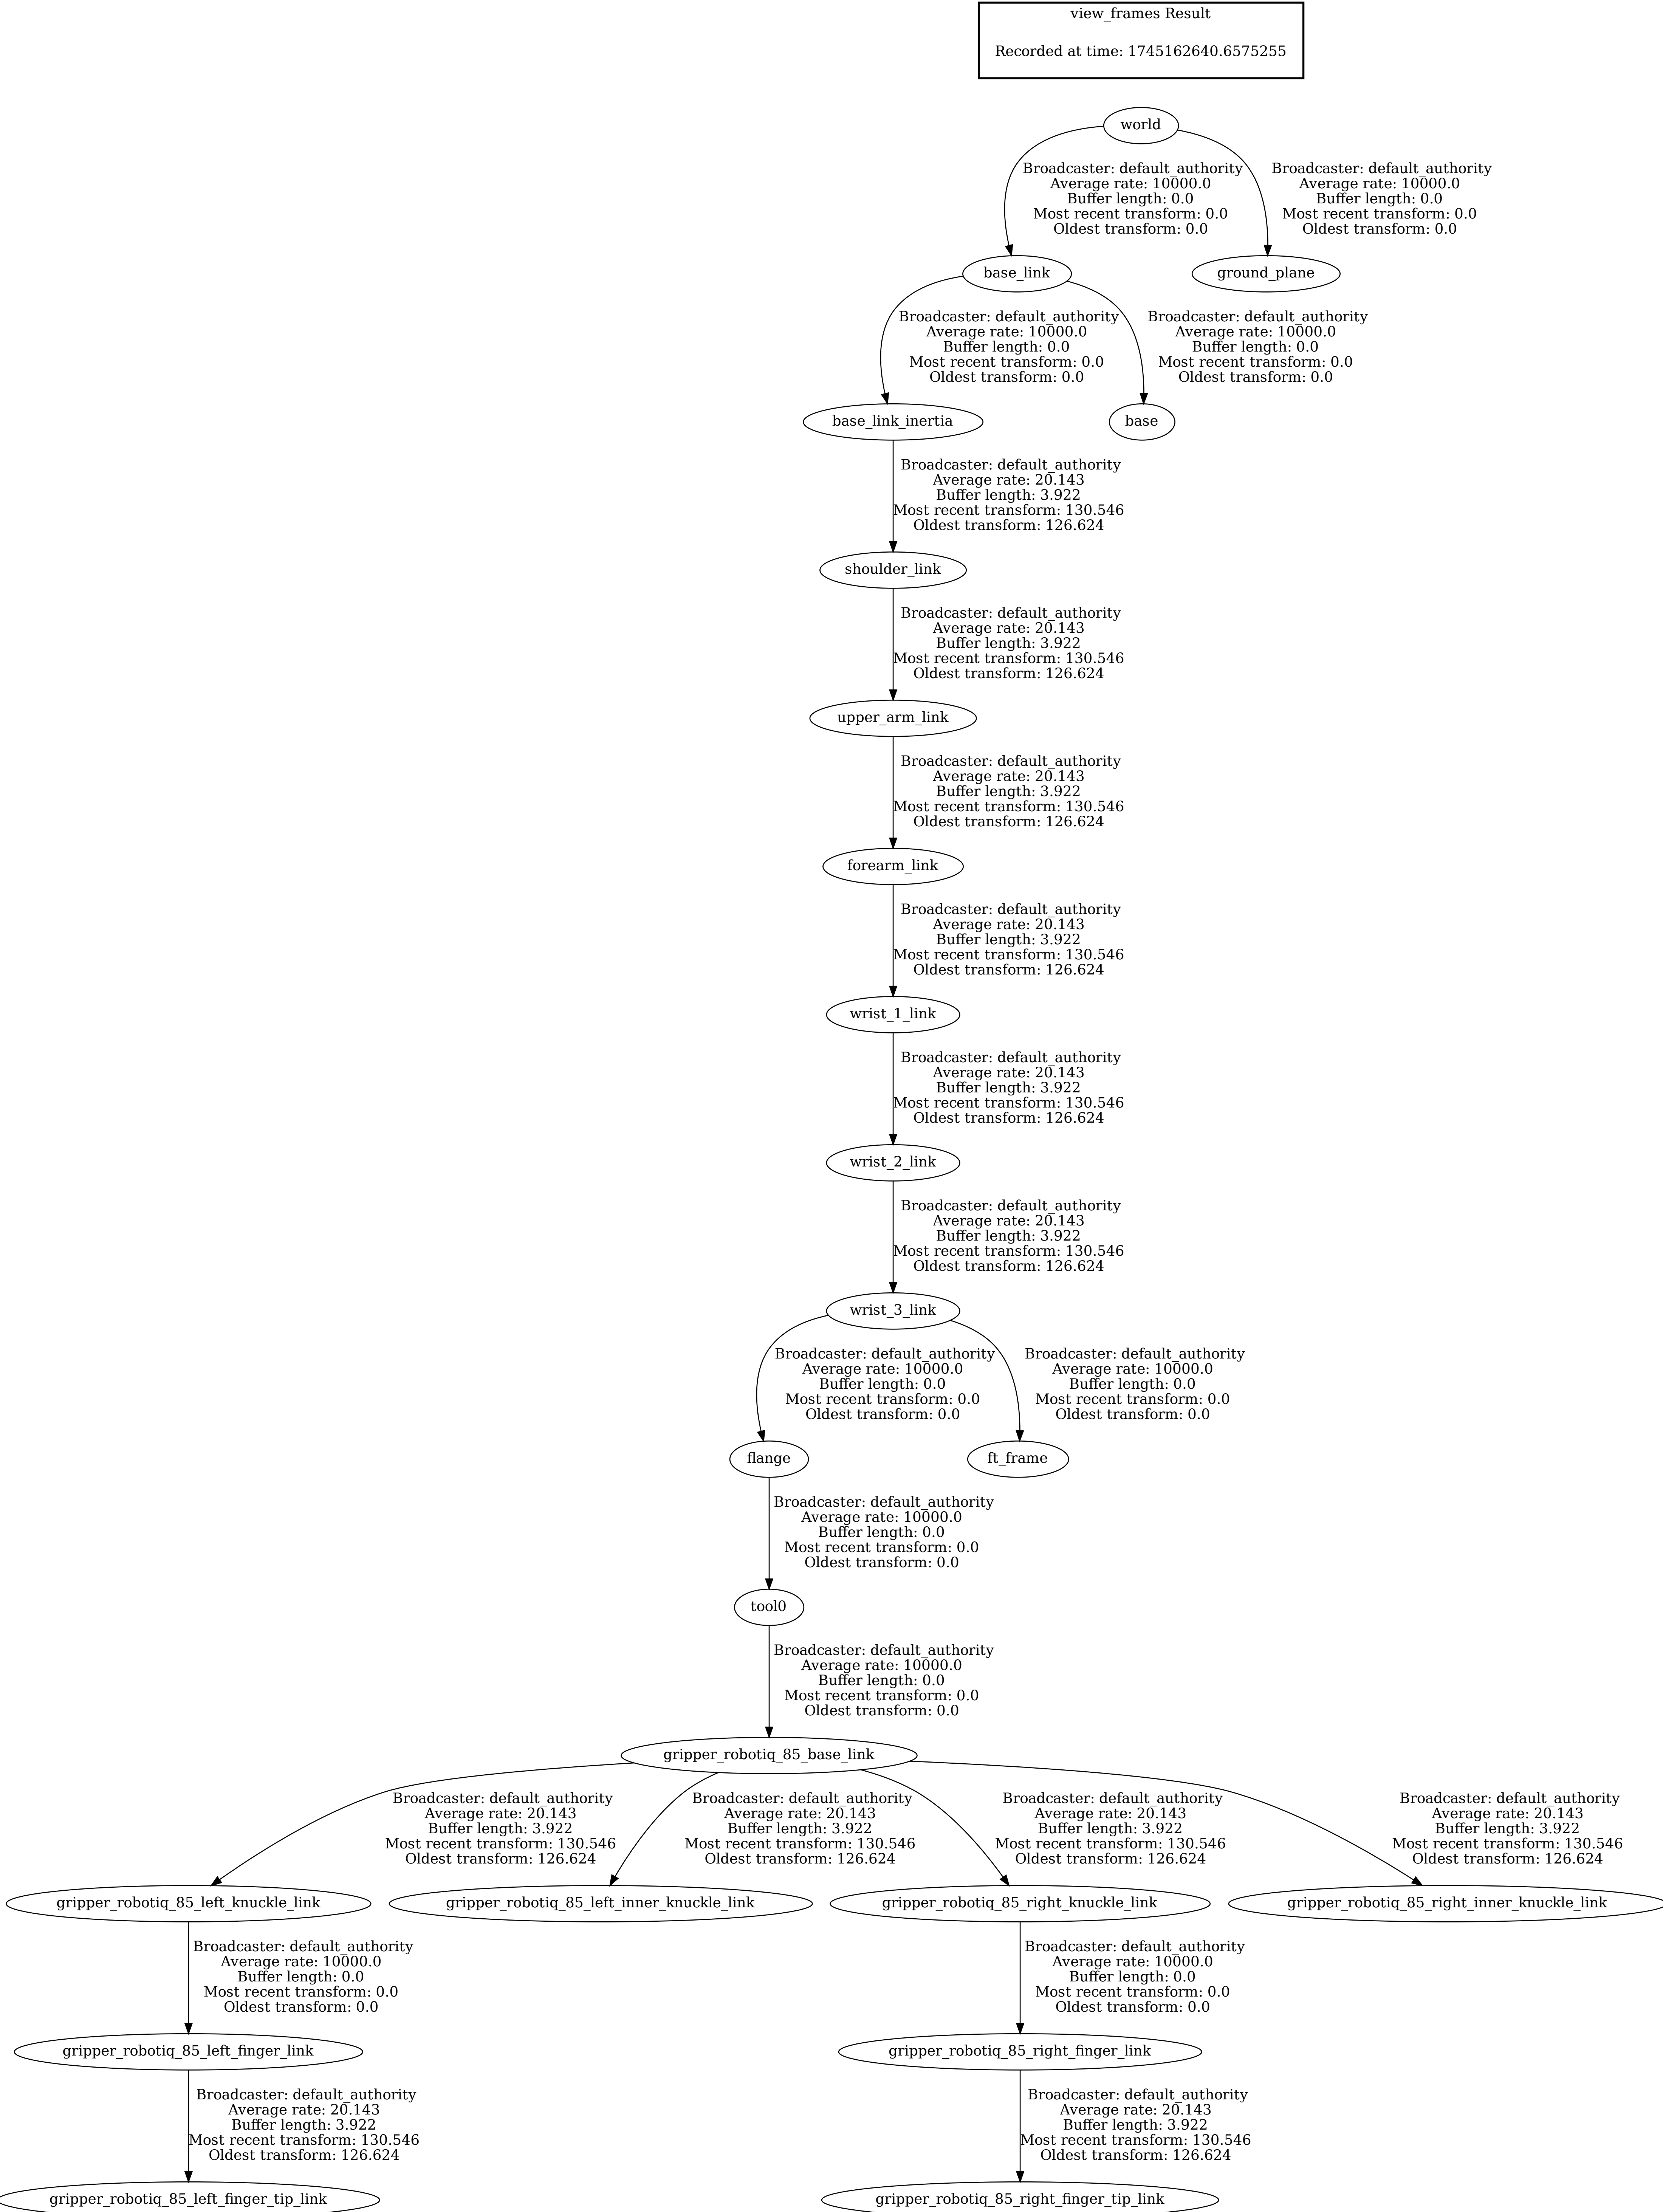 view_frames Result
Recorded at time: 1745162640.6575255
world
Broadcaster: default_authority
Average rate: 10000.0
Buffer length: 0.0
Most recent transform: 0.0
Oldest transform: 0.0
Broadcaster: default_authority
Average rate: 10000.0
Buffer length: 0.0
Most recent transform: 0.0
Oldest transform: 0.0
base_link
ground_plane
Broadcaster: default_authority
Average rate: 10000.0
Buffer length: 0.0
Most recent transform: 0.0
Oldest transform: 0.0
Broadcaster: default_authority
Average rate: 10000.0
Buffer length: 0.0
Most recent transform: 0.0
Oldest transform: 0.0
base_link_inertia
base
Broadcaster: default_authority
Average rate: 20.143
Buffer length: 3.922
Most recent transform: 130.546
Oldest transform: 126.624
shoulder_link
Broadcaster: default_authority
Average rate: 20.143
Buffer length: 3.922
Most recent transform: 130.546
Oldest transform: 126.624
upper_arm_link
Broadcaster: default_authority
Average rate: 20.143
Buffer length: 3.922
Most recent transform: 130.546
Oldest transform: 126.624
forearm_link
Broadcaster: default_authority
Average rate: 20.143
Buffer length: 3.922
Most recent transform: 130.546
Oldest transform: 126.624
wrist_1_link
Broadcaster: default_authority
Average rate: 20.143
Buffer length: 3.922
Most recent transform: 130.546
Oldest transform: 126.624
wrist_2_link
Broadcaster: default_authority
Average rate: 20.143
Buffer length: 3.922
Most recent transform: 130.546
Oldest transform: 126.624
wrist_3_link
Broadcaster: default_authority
Average rate: 10000.0
Buffer length: 0.0
Most recent transform: 0.0
Oldest transform: 0.0
Broadcaster: default_authority
Average rate: 10000.0
Buffer length: 0.0
Most recent transform: 0.0
Oldest transform: 0.0
flange
ft_frame
Broadcaster: default_authority
Average rate: 10000.0
Buffer length: 0.0
Most recent transform: 0.0
Oldest transform: 0.0
tool0
Broadcaster: default_authority
Average rate: 10000.0
Buffer length: 0.0
Most recent transform: 0.0
Oldest transform: 0.0
gripper_robotiq_85_base_link
Broadcaster: default_authority
Average rate: 20.143
Buffer length: 3.922
Most recent transform: 130.546
Oldest transform: 126.624
Broadcaster: default_authority
Average rate: 20.143
Buffer length: 3.922
Most recent transform: 130.546
Oldest transform: 126.624
Broadcaster: default_authority
Average rate: 20.143
Buffer length: 3.922
Most recent transform: 130.546
Oldest transform: 126.624
Broadcaster: default_authority
Average rate: 20.143
Buffer length: 3.922
Most recent transform: 130.546
Oldest transform: 126.624
gripper_robotiq_85_left_knuckle_link
gripper_robotiq_85_left_inner_knuckle_link
gripper_robotiq_85_right_knuckle_link
gripper_robotiq_85_right_inner_knuckle_link
Broadcaster: default_authority
Average rate: 10000.0
Buffer length: 0.0
Most recent transform: 0.0
Oldest transform: 0.0
Broadcaster: default_authority
Average rate: 10000.0
Buffer length: 0.0
Most recent transform: 0.0
Oldest transform: 0.0
gripper_robotiq_85_left_finger_link
gripper_robotiq_85_right_finger_link
Broadcaster: default_authority
Average rate: 20.143
Buffer length: 3.922
Most recent transform: 130.546
Oldest transform: 126.624
Broadcaster: default_authority
Average rate: 20.143
Buffer length: 3.922
Most recent transform: 130.546
Oldest transform: 126.624
gripper_robotiq_85_left_finger_tip_link
gripper_robotiq_85_right_finger_tip_link